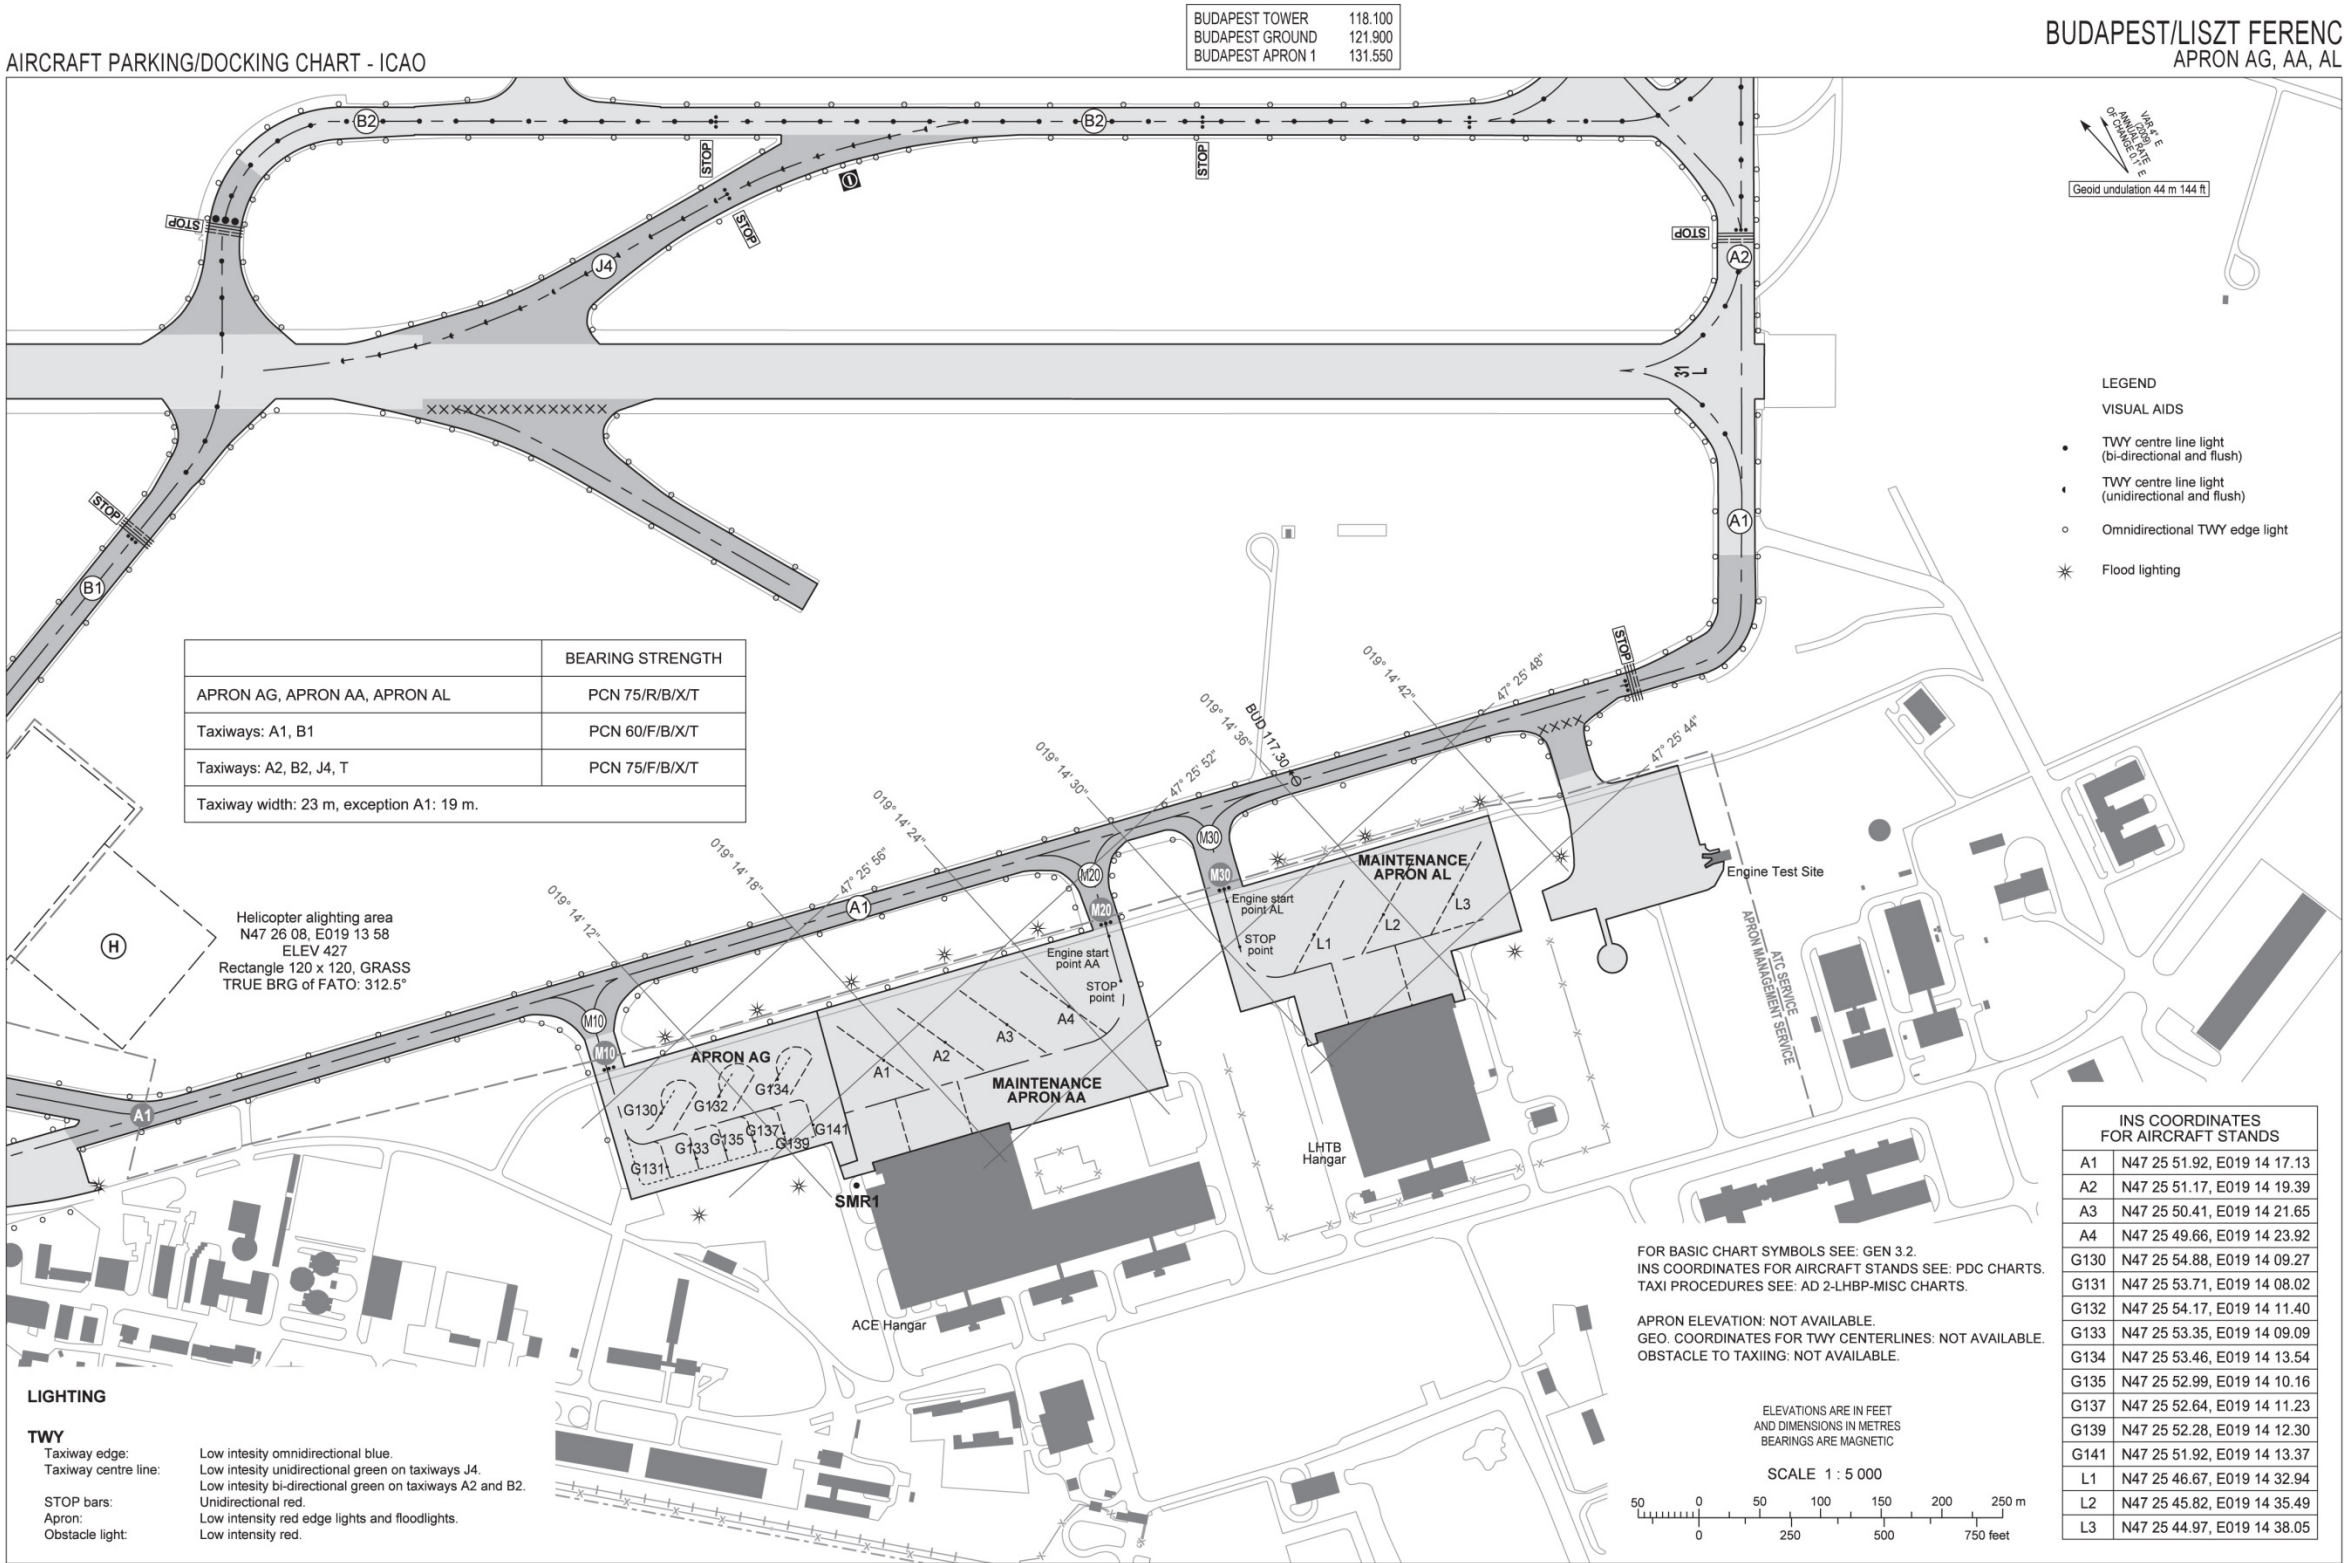 AIRCRAFT PARKING/DOCKING CHART - ICAO
BUDAPEST TOWER 118.100
BUDAPEST GROUND 121.900
BUDAPEST APRON 1 131.550
BUDAPEST/LISZT FERENC
APRON AG, AA, AL
B2
B2
STOP
STOP
STOP
STOP
STOP
J4
A2
VAR 4° E
(2009)
ANNUAL RATE
OF CHANGE 0.1° E
Geoid undulation 44 m 144 ft
31
L
LEGEND
VISUAL AIDS
TWY centre line light
(bi-directional and flush)
TWY centre line light
(unidirectional and flush)
Omnidirectional TWY edge light
Flood lighting
STOP
B1
A1
STOP
BEARING STRENGTH
APRON AG, APRON AA, APRON AL PCN 75/R/B/X/T
Taxiways: A1, B1 PCN 60/F/B/X/T
Taxiways: A2, B2, J4, T PCN 75/F/B/X/T
Taxiway width: 23 m, exception A1: 19 m.
019° 14' 12"
019° 14' 18"
019° 14' 24"
019° 14' 30"
019° 14' 36"
019° 14' 42"
47° 25' 56"
47° 25' 52"
47° 25' 48"
47° 25' 44"
BUD 117,30
H
Helicopter alighting area
N47 26 08, E019 13 58
ELEV 427
Rectangle 120 x 120, GRASS
TRUE BRG of FATO: 312.5°
A1
A1
M10
M10
M20
M20
M30
M30
Engine start
point AA
STOP
point
Engine start
point AL
STOP
point
MAINTENANCE
APRON AL
L1
L2
L3
Engine Test Site
ATC SERVICE
APRON MANAGEMENT SERVICE
APRON AG
G130
G132
G134
G131
G133
G135
G137
G139
G141
A1
A2
A3
A4
MAINTENANCE
APRON AA
SMR1
ACE Hangar
LHTB
Hangar
FOR BASIC CHART SYMBOLS SEE: GEN 3.2.
INS COORDINATES FOR AIRCRAFT STANDS SEE: PDC CHARTS.
TAXI PROCEDURES SEE: AD 2-LHBP-MISC CHARTS.
APRON ELEVATION: NOT AVAILABLE.
GEO. COORDINATES FOR TWY CENTERLINES: NOT AVAILABLE.
OBSTACLE TO TAXIING: NOT AVAILABLE.
ELEVATIONS ARE IN FEET
AND DIMENSIONS IN METRES
BEARINGS ARE MAGNETIC
SCALE 1 : 5 000
50 0 50 100 150 200 250 m
0 250 500 750 feet
INS COORDINATES
FOR AIRCRAFT STANDS
A1 N47 25 51.92, E019 14 17.13
A2 N47 25 51.17, E019 14 19.39
A3 N47 25 50.41, E019 14 21.65
A4 N47 25 49.66, E019 14 23.92
G130 N47 25 54.88, E019 14 09.27
G131 N47 25 53.71, E019 14 08.02
G132 N47 25 54.17, E019 14 11.40
G133 N47 25 53.35, E019 14 09.09
G134 N47 25 53.46, E019 14 13.54
G135 N47 25 52.99, E019 14 10.16
G137 N47 25 52.64, E019 14 11.23
G139 N47 25 52.28, E019 14 12.30
G141 N47 25 51.92, E019 14 13.37
L1 N47 25 46.67, E019 14 32.94
L2 N47 25 45.82, E019 14 35.49
L3 N47 25 44.97, E019 14 38.05
LIGHTING
TWY
Taxiway edge: Low intesity omnidirectional blue.
Taxiway centre line: Low intesity unidirectional green on taxiways J4.
Low intesity bi-directional green on taxiways A2 and B2.
STOP bars: Unidirectional red.
Apron: Low intensity red edge lights and floodlights.
Obstacle light: Low intensity red.